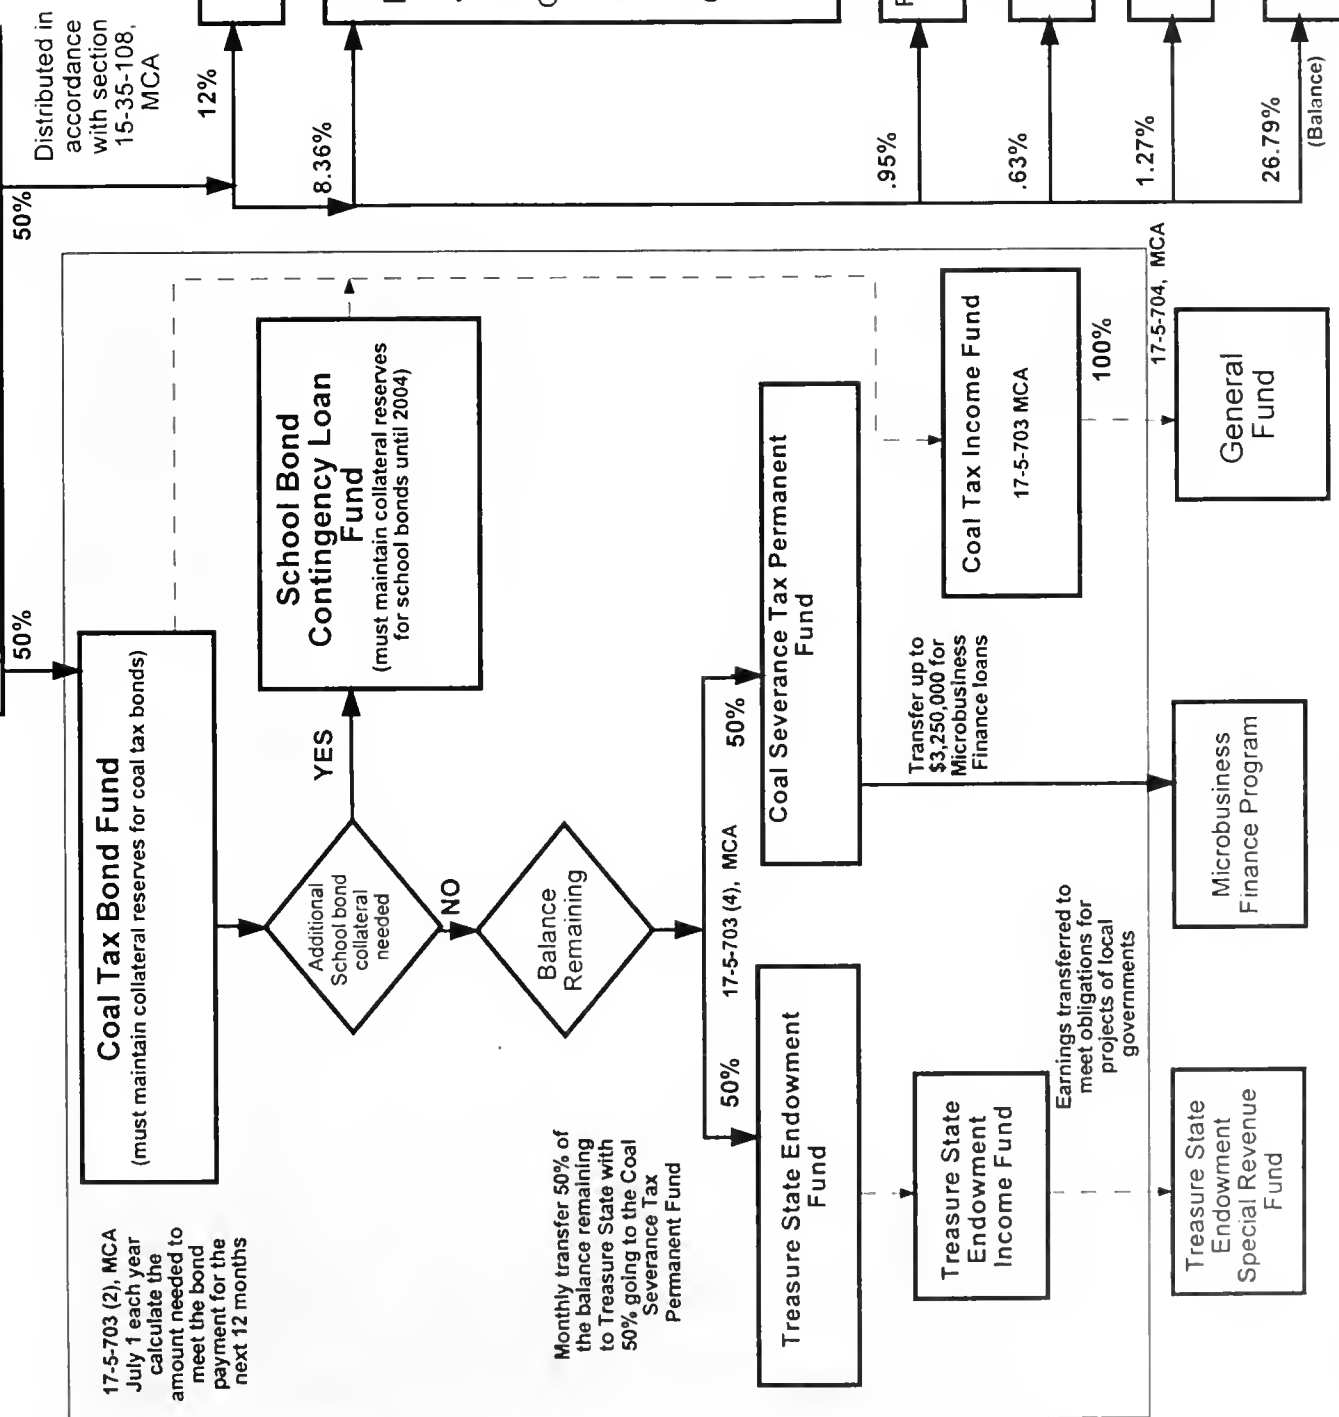 Distributed in
accordance
with section
15-35-108,
MCA
50%
12%
8.36%
.95%
.63%
1.27%
26.79%
(Balance)
50%
17-5-703 (2), MCA
July 1 each year
calculate the
amount needed to
meet the bond
payment for the
next 12 months
Coal Tax Bond Fund
(must maintain collateral reserves for coal tax bonds)
Additional
School bond
collateral
needed
YES
School Bond
Contingency Loan
Fund
(must maintain collateral reserves
for school bonds until 2004)
NO
Balance
Remaining
Monthly transfer 50% of
the balance remaining
to Treasure State with
50% going to the Coal
Severance Tax
Permanent Fund
50%
17-5-703 (4), MCA
50%
Treasure State Endowment
Fund
Coal Severance Tax Permanent
Fund
Treasure State
Endowment
Income Fund
Transfer up to
$3,250,000 for
Microbusiness
Finance loans
Coal Tax Income Fund
17-5-703 MCA
Earnings transferred to
meet obligations for
projects of local
governments
100%
17-5-704, MCA
Treasure State
Endowment
Special Revenue
Fund
Microbusiness
Finance Program
General
Fund